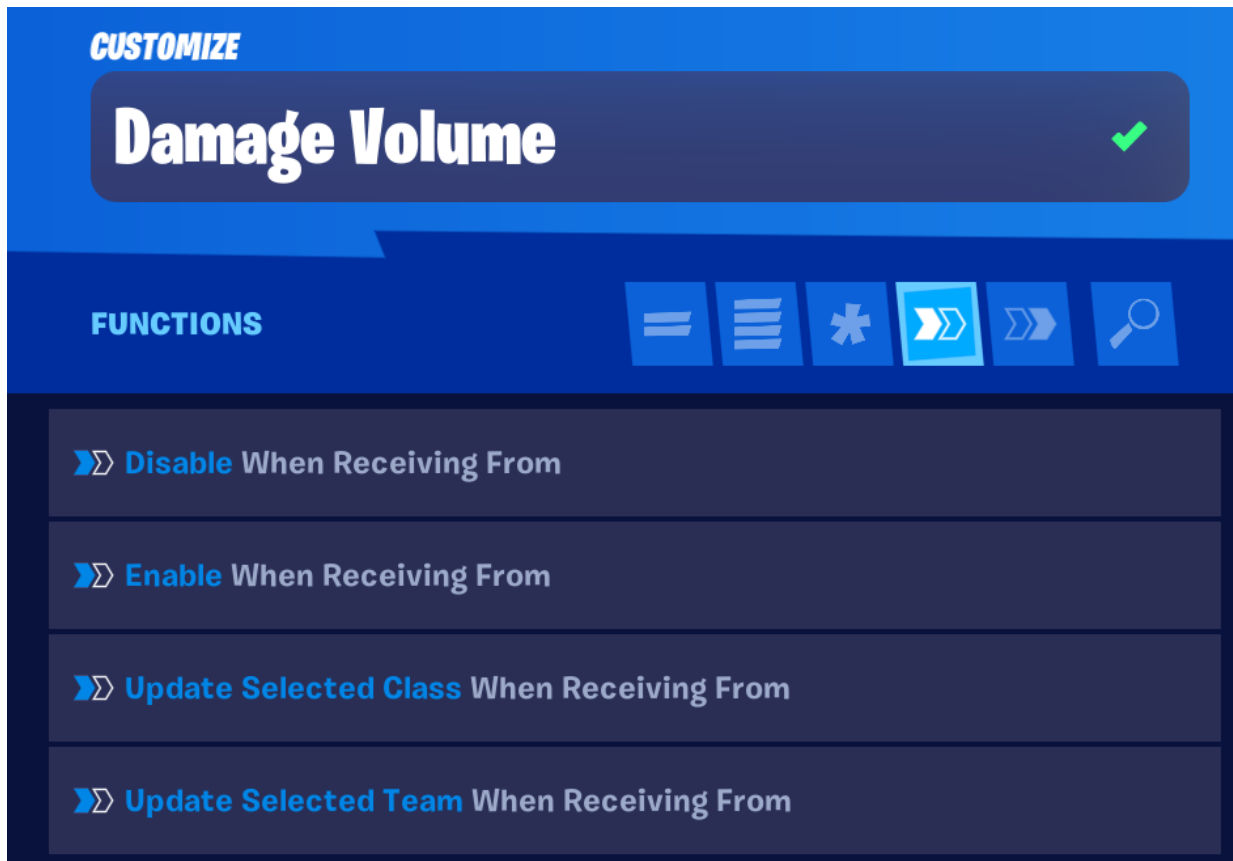 CUSTOMIZE
Damage Volume
FUNCTIONS
Disable When Receiving From
Enable When Receiving From
Update Selected Class When Receiving From
Update Selected Team When Receiving From